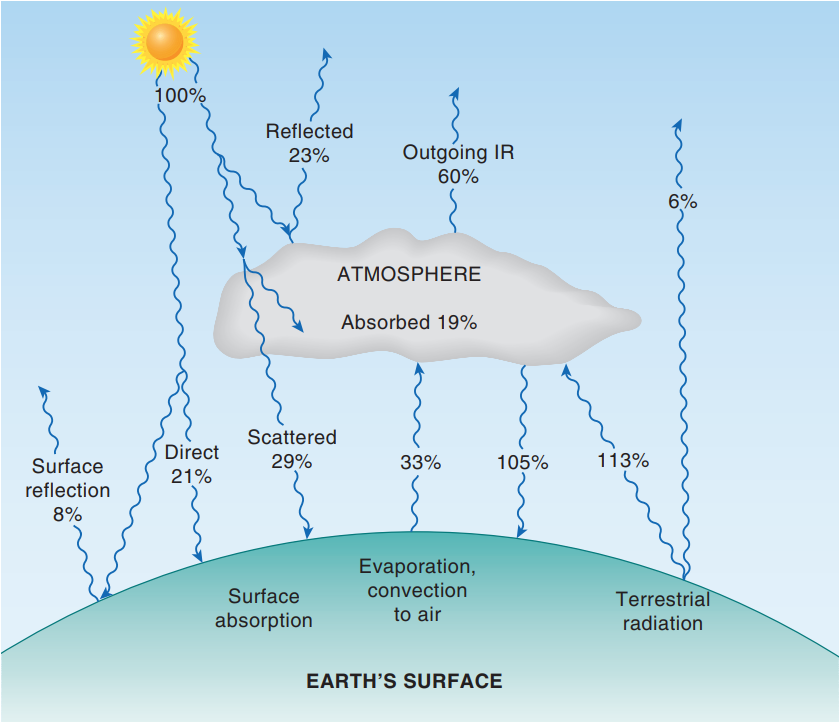 100%
Reflected
23%
Outgoing IR
60%
6%
ATMOSPHERE
Absorbed 19%
Surface
reflection
8%
Direct
21%
Scattered
29%
33%
105%
113%
Surface
absorption
Evaporation,
convection
to air
Terrestrial
radiation
EARTH'S SURFACE